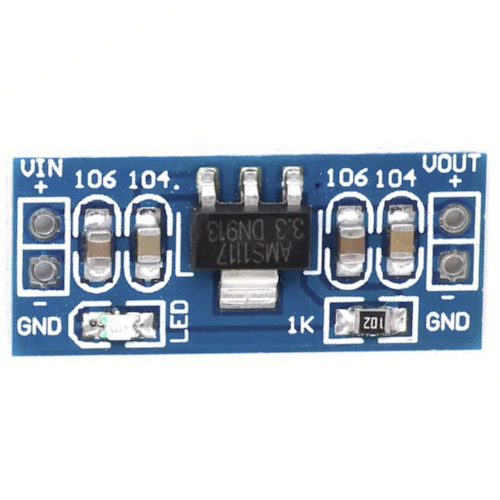 VIN
+
106 104.
106 104
VOUT
+
AMS1117
3.3 DN913
-
GND
LED
1K
102
-
GND